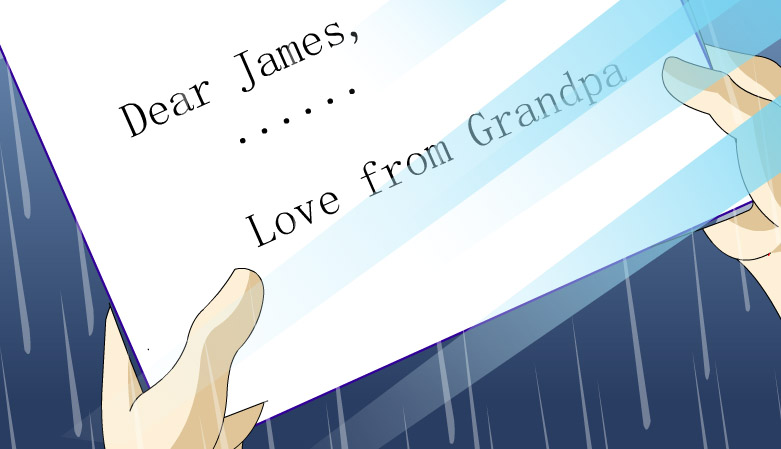 Dear James,
......
Love from Grandpa